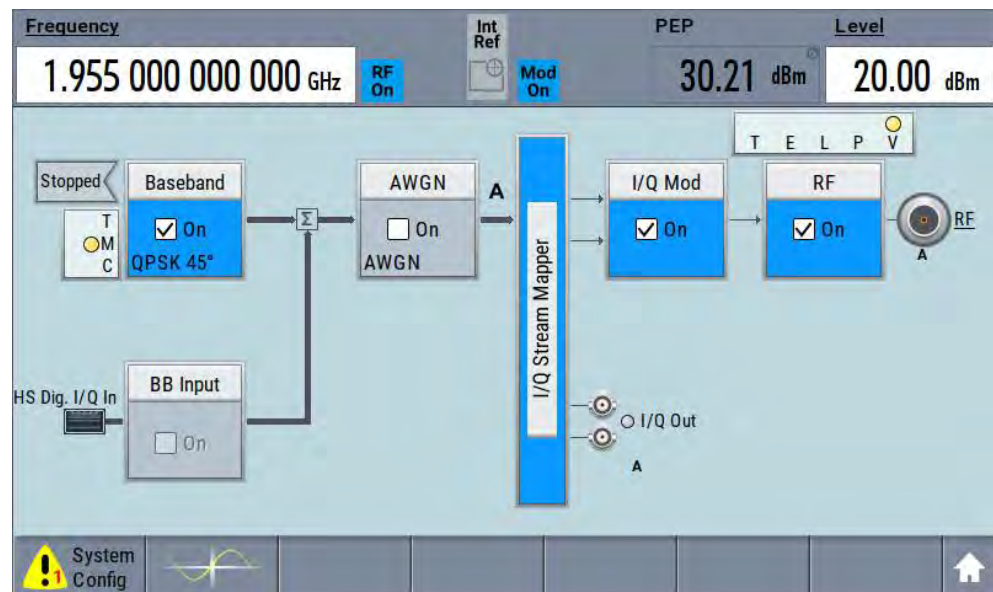 Frequency
Int
Ref
PEP
Level
1.955 000 000 000 GHz
RF
On
Mod
On
30.21 dBm
20.00 dBm
T E L P V
Stopped
Baseband
On
QPSK 45°
T
M
C
Σ
AWGN
On
AWGN
A
I/Q Stream Mapper
I/Q Mod
On
RF
On
RF
A
HS Dig. I/Q In
BB Input
On
I/Q Out
A
! 1
System
Config